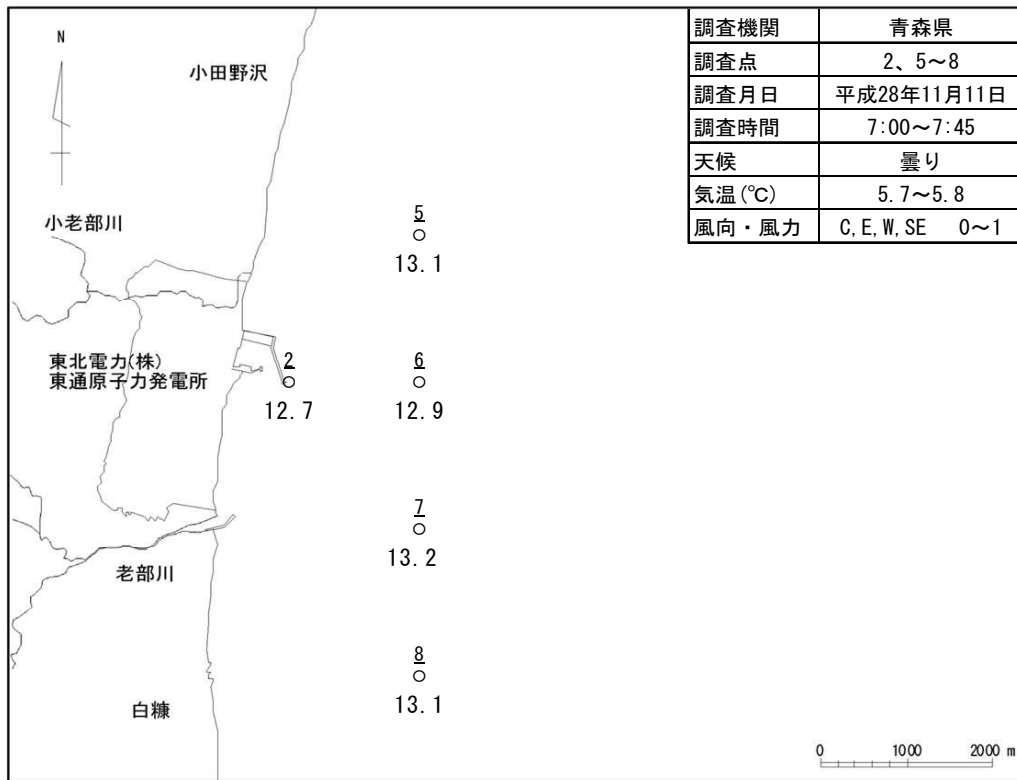 調査機関 青森県
調査点 2、5～8
調査月日 平成28年11月11日
調査時間 7:00～7:45
天候 曇り
気温(℃) 5.7～5.8
風向・風力 C,E,W,SE 0～1
N
小田野沢
小老部川
5
13.1
東北電力(株)
東通原子力発電所
2
12.7
6
12.9
7
13.2
老部川
8
13.1
白糠
0 1000 2000 m